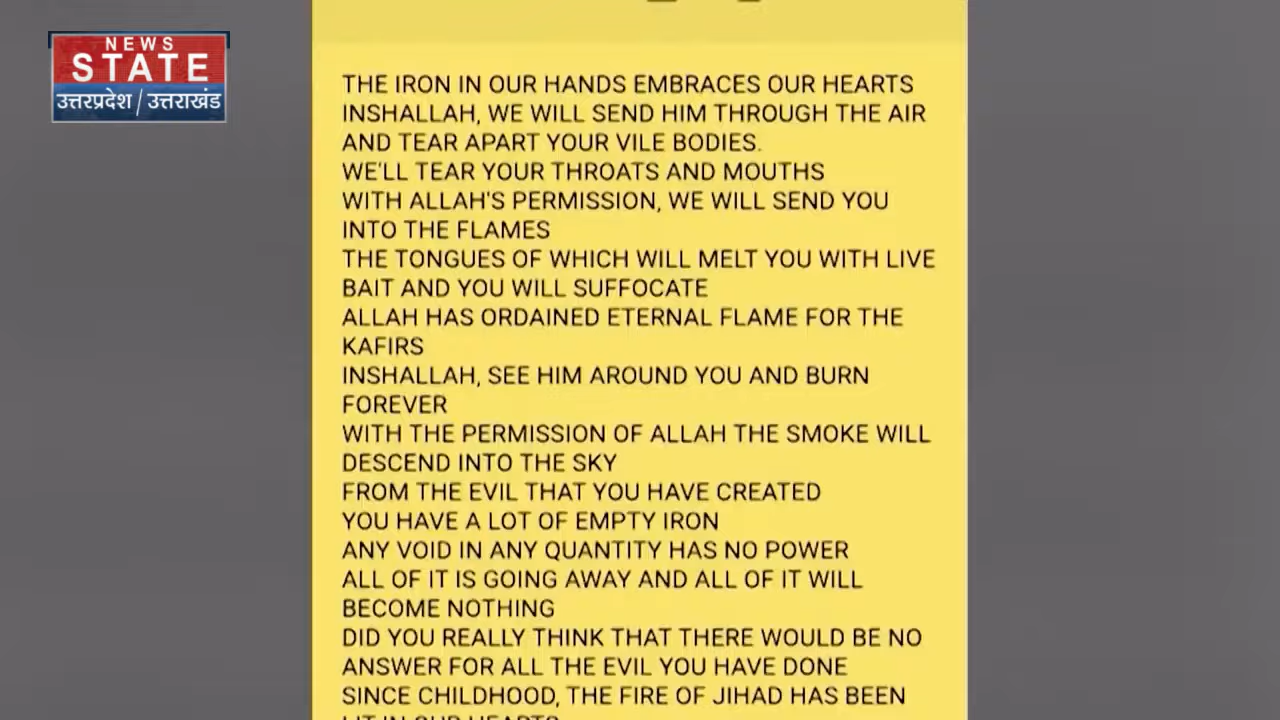 NEWS
STATE
उत्तरप्रदेश / उत्तराखंड
THE IRON IN OUR HANDS EMBRACES OUR HEARTS
INSHALLAH, WE WILL SEND HIM THROUGH THE AIR
AND TEAR APART YOUR VILE BODIES.
WE'LL TEAR YOUR THROATS AND MOUTHS
WITH ALLAH'S PERMISSION, WE WILL SEND YOU
INTO THE FLAMES
THE TONGUES OF WHICH WILL MELT YOU WITH LIVE
BAIT AND YOU WILL SUFFOCATE
ALLAH HAS ORDAINED ETERNAL FLAME FOR THE
KAFIRS
INSHALLAH, SEE HIM AROUND YOU AND BURN
FOREVER
WITH THE PERMISSION OF ALLAH THE SMOKE WILL
DESCEND INTO THE SKY
FROM THE EVIL THAT YOU HAVE CREATED
YOU HAVE A LOT OF EMPTY IRON
ANY VOID IN ANY QUANTITY HAS NO POWER
ALL OF IT IS GOING AWAY AND ALL OF IT WILL
BECOME NOTHING
DID YOU REALLY THINK THAT THERE WOULD BE NO
ANSWER FOR ALL THE EVIL YOU HAVE DONE
SINCE CHILDHOOD, THE FIRE OF JIHAD HAS BEEN
LIT IN OUR HEARTS